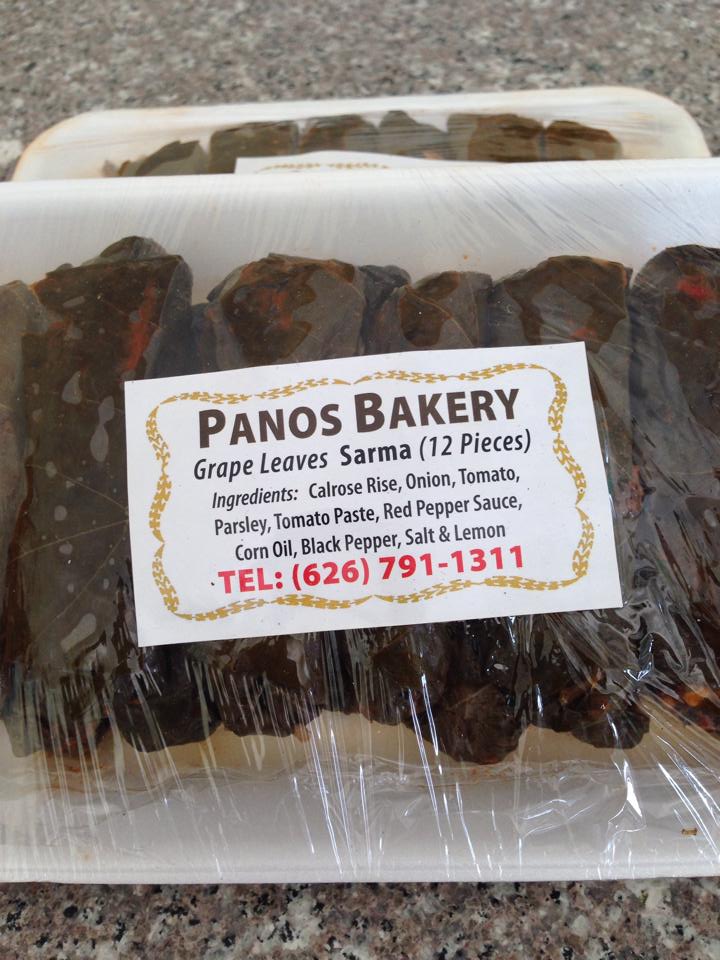 PANOS BAKERY
Grape Leaves Sarma (12 Pieces)
Ingredients: Calrose Rise, Onion, Tomato,
Parsley, Tomato Paste, Red Pepper Sauce,
Corn Oil, Black Pepper, Salt & Lemon
TEL: (626) 791-1311